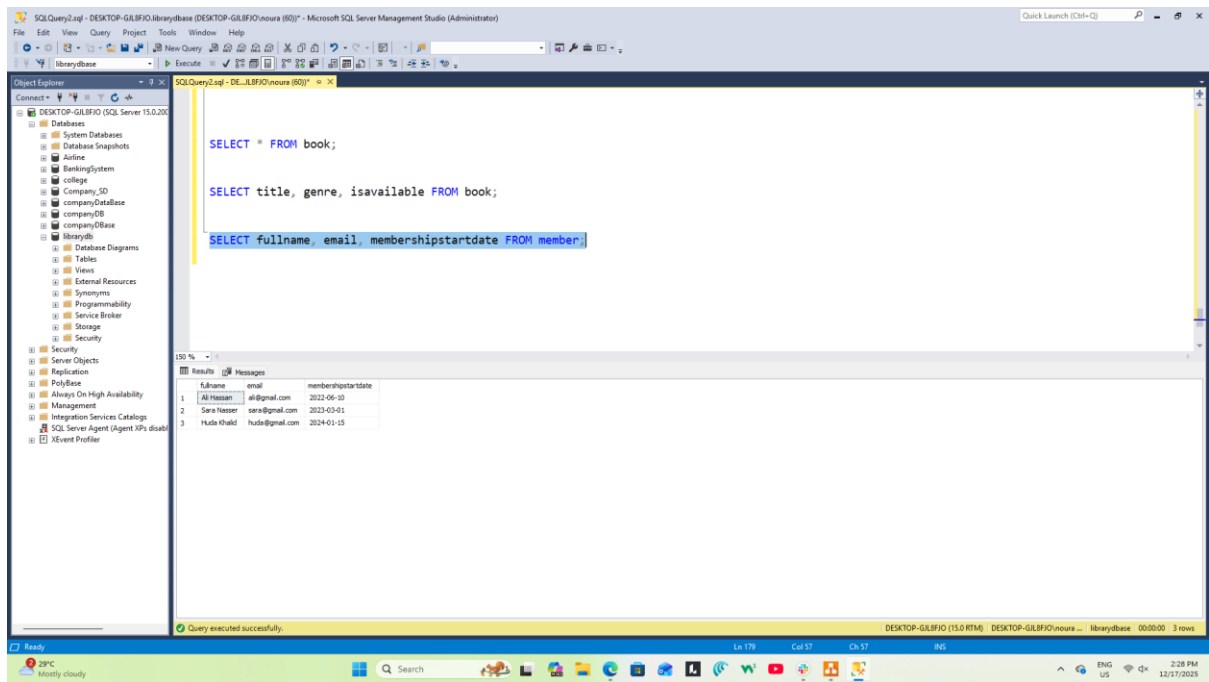 SQLQuery2.sql - DESKTOP-GJL8FJO.librarydbase (DESKTOP-GJL8FJO\noura (60))* - Microsoft SQL Server Management Studio (Administrator)
Quick Launch (Ctrl+Q)
File Edit View Query Project Tools Window Help
New Query
librarydbase
Execute
Object Explorer
SQLQuery2.sql - DE...JL8FJO\noura (60))*
Connect
DESKTOP-GJL8FJO (SQL Server 15.0.200
Databases
System Databases
Database Snapshots
Airline
BankingSystem
college
Company_SD
companyDataBase
companyDB
companyDBase
librarydb
Database Diagrams
Tables
Views
External Resources
Synonyms
Programmability
Service Broker
Storage
Security
Security
Server Objects
Replication
PolyBase
Always On High Availability
Management
Integration Services Catalogs
SQL Server Agent (Agent XPs disabl
XEvent Profiler
SELECT * FROM book;
SELECT title, genre, isavailable FROM book;
SELECT fullname, email, membershipstartdate FROM member;
150 %
Results Messages
fullname email membershipstartdate
1 Ali Hassan ali@gmail.com 2022-06-10
2 Sara Nasser sara@gmail.com 2023-03-01
3 Huda Khalid huda@gmail.com 2024-01-15
Query executed successfully.
DESKTOP-GJL8FJO (15.0 RTM) DESKTOP-GJL8FJO\noura ... librarydbase 00:00:00 3 rows
Ready
Ln 179 Col 57 Ch 57 INS
2
29°C
Mostly cloudy
Search
ENG
US
2:28 PM
12/17/2025